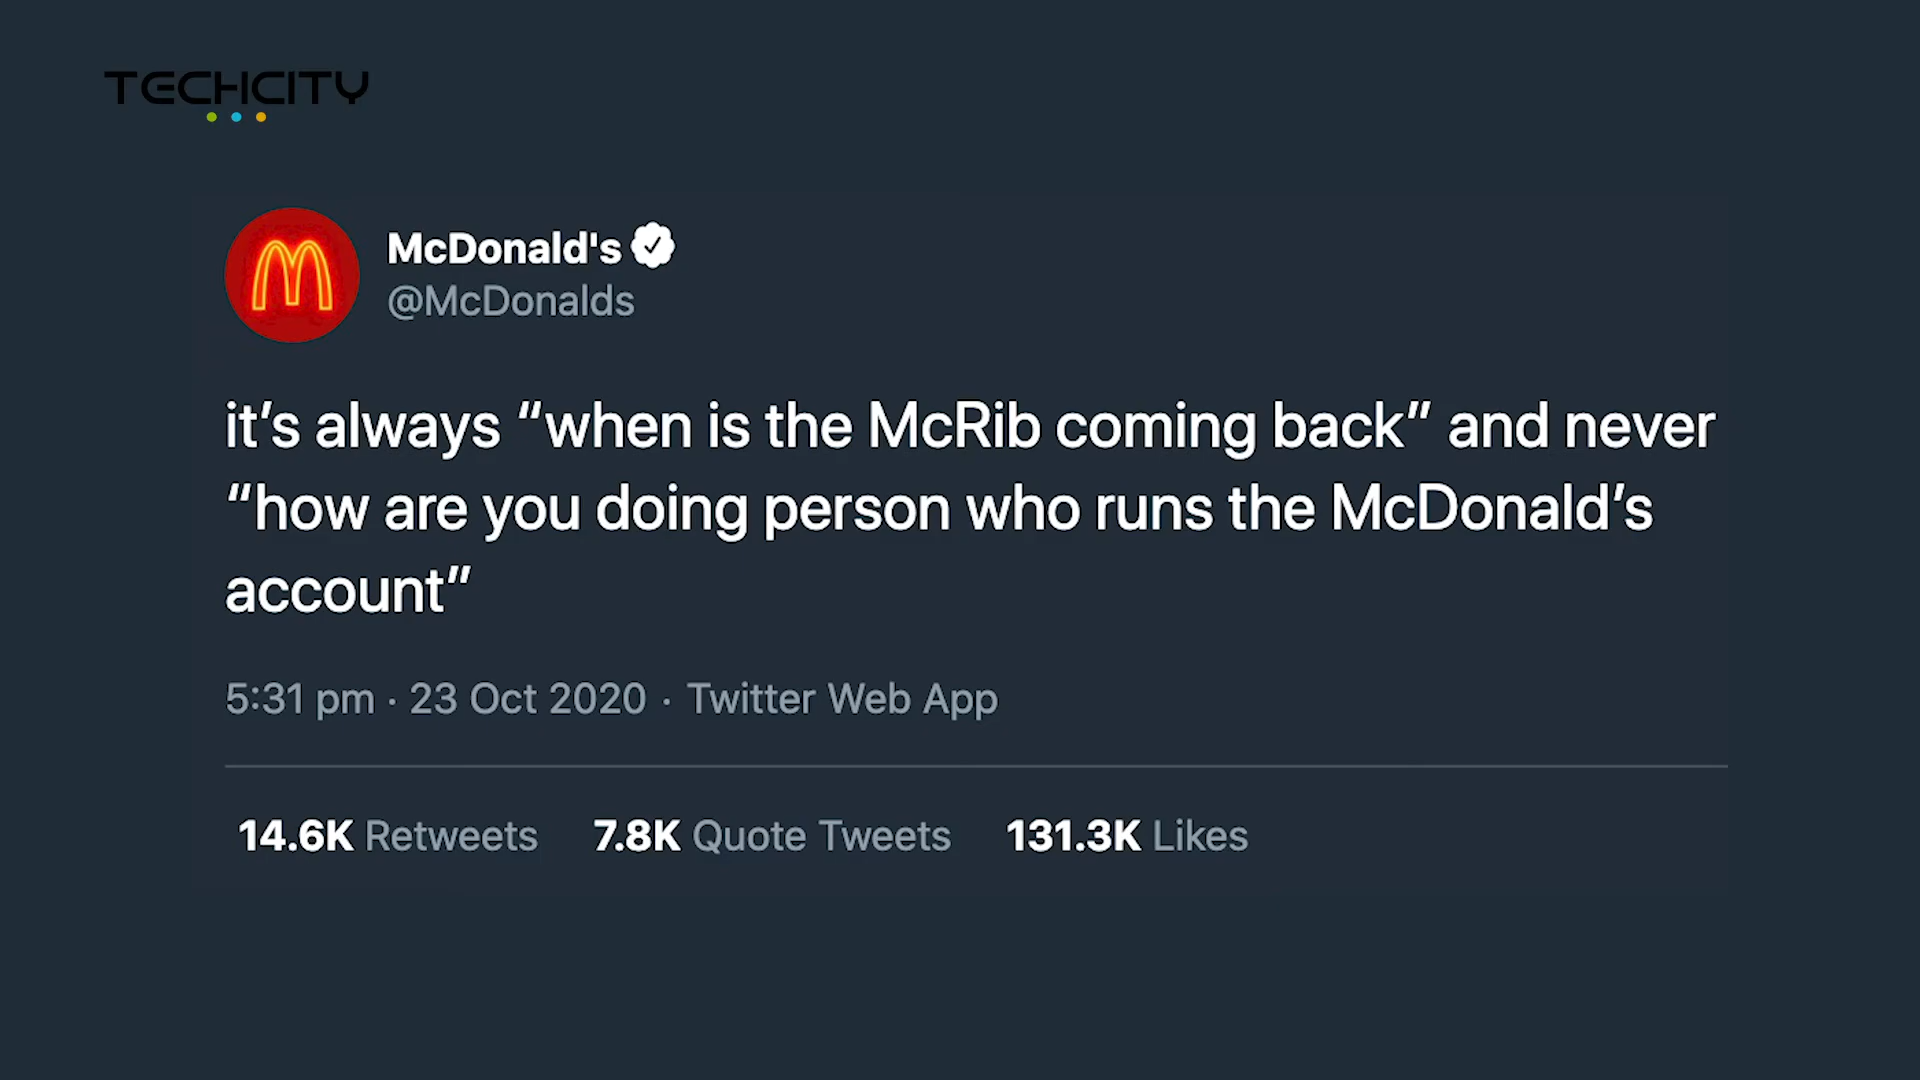 TECHCITY
McDonald's
@McDonalds
it’s always “when is the McRib coming back” and never
“how are you doing person who runs the McDonald’s
account”
5:31 pm · 23 Oct 2020 · Twitter Web App
14.6K Retweets 7.8K Quote Tweets 131.3K Likes